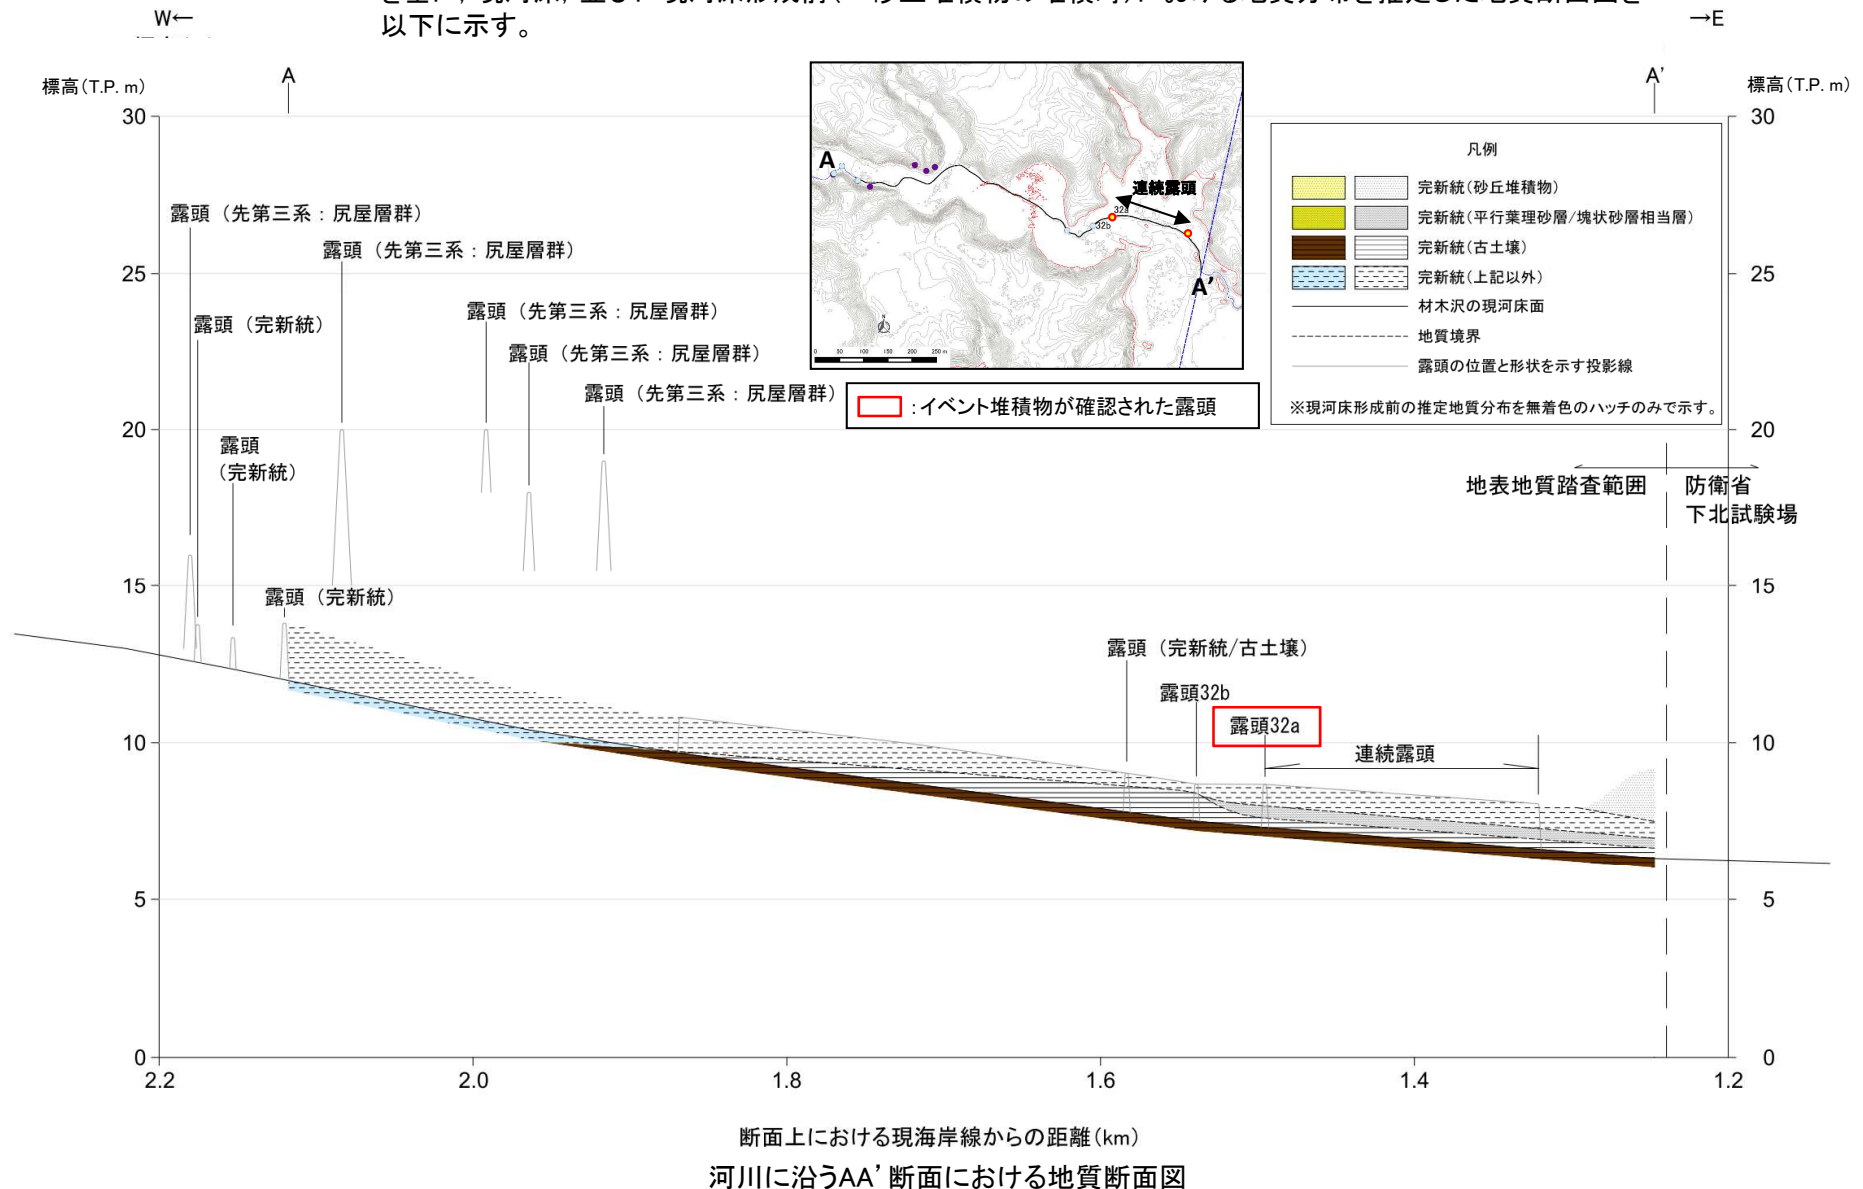 以下に示す。
W←
→E
標高(T.P. m)
A
A'
標高(T.P. m)
30
25
20
15
10
5
0
30
25
20
15
10
5
0
2.2
2.0
1.8
1.6
1.4
1.2
露頭（先第三系：尻屋層群）
露頭（先第三系：尻屋層群）
露頭（完新統）
露頭（先第三系：尻屋層群）
露頭（先第三系：尻屋層群）
露頭（先第三系：尻屋層群）
露頭
（完新統）
露頭（完新統）
露頭（完新統/古土壌）
露頭32b
露頭32a
連続露頭
A
連続露頭
32a
32b
A'
N
0 50 100 150 200 250 m
:イベント堆積物が確認された露頭
凡例
完新統(砂丘堆積物)
完新統(平行葉理砂層/塊状砂層相当層)
完新統(古土壌)
完新統(上記以外)
材木沢の現河床面
地質境界
露頭の位置と形状を示す投影線
※現河床形成前の推定地質分布を無着色のハッチのみで示す。
地表地質踏査範囲
防衛省
下北試験場
断面上における現海岸線からの距離(km)
河川に沿うAA'断面における地質断面図